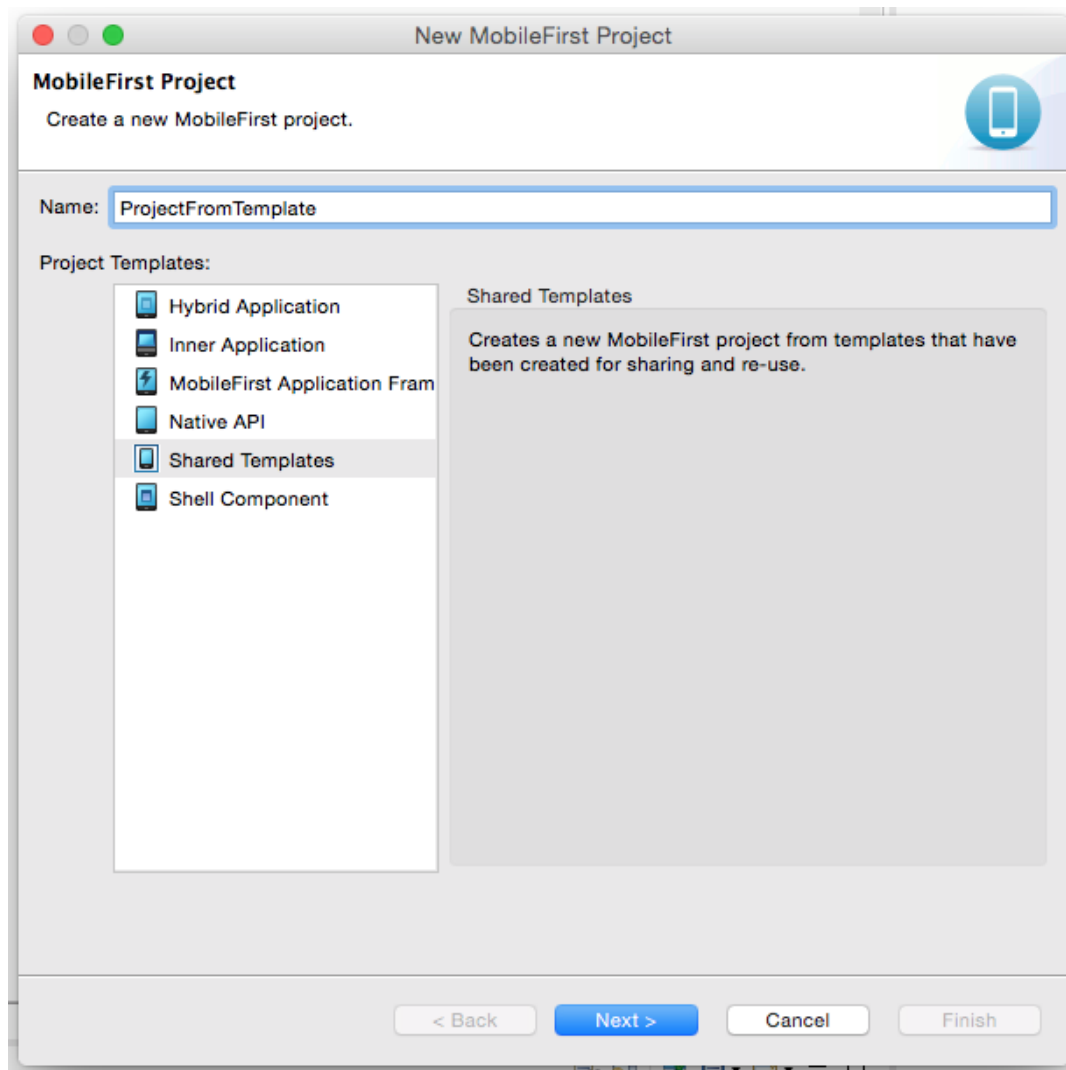 New MobileFirst Project
MobileFirst Project
Create a new MobileFirst project.
Name: ProjectFromTemplate
Project Templates:
Hybrid Application
Inner Application
MobileFirst Application Fram
Native API
Shared Templates
Shell Component
Shared Templates
Creates a new MobileFirst project from templates that have
been created for sharing and re-use.
< Back Next > Cancel Finish